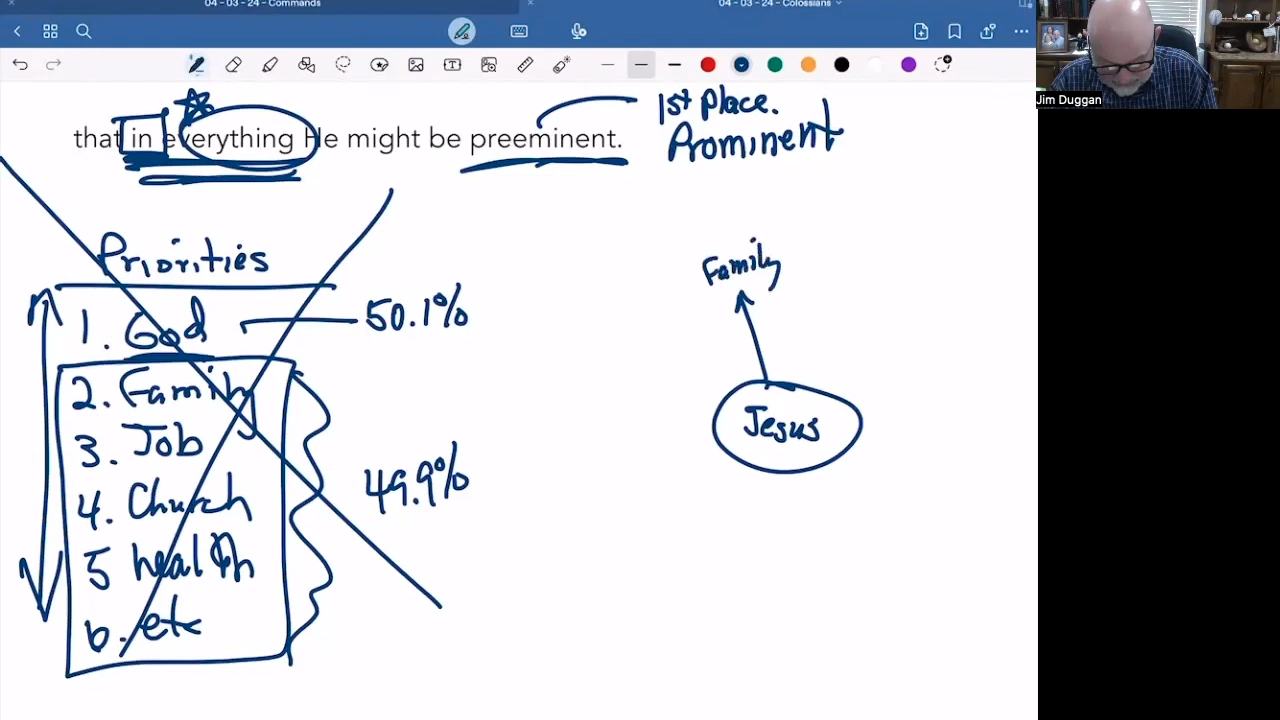 04 - 03 - 24 - Commands
04 - 03 - 24 - Colossians
Jim Duggan
1st Place.
that in everything He might be preeminent.
Prominent
Priorities
1. God
50.1%
2. Family
3. Job
4. Church
49.9%
5 health
6. etc
Family
Jesus